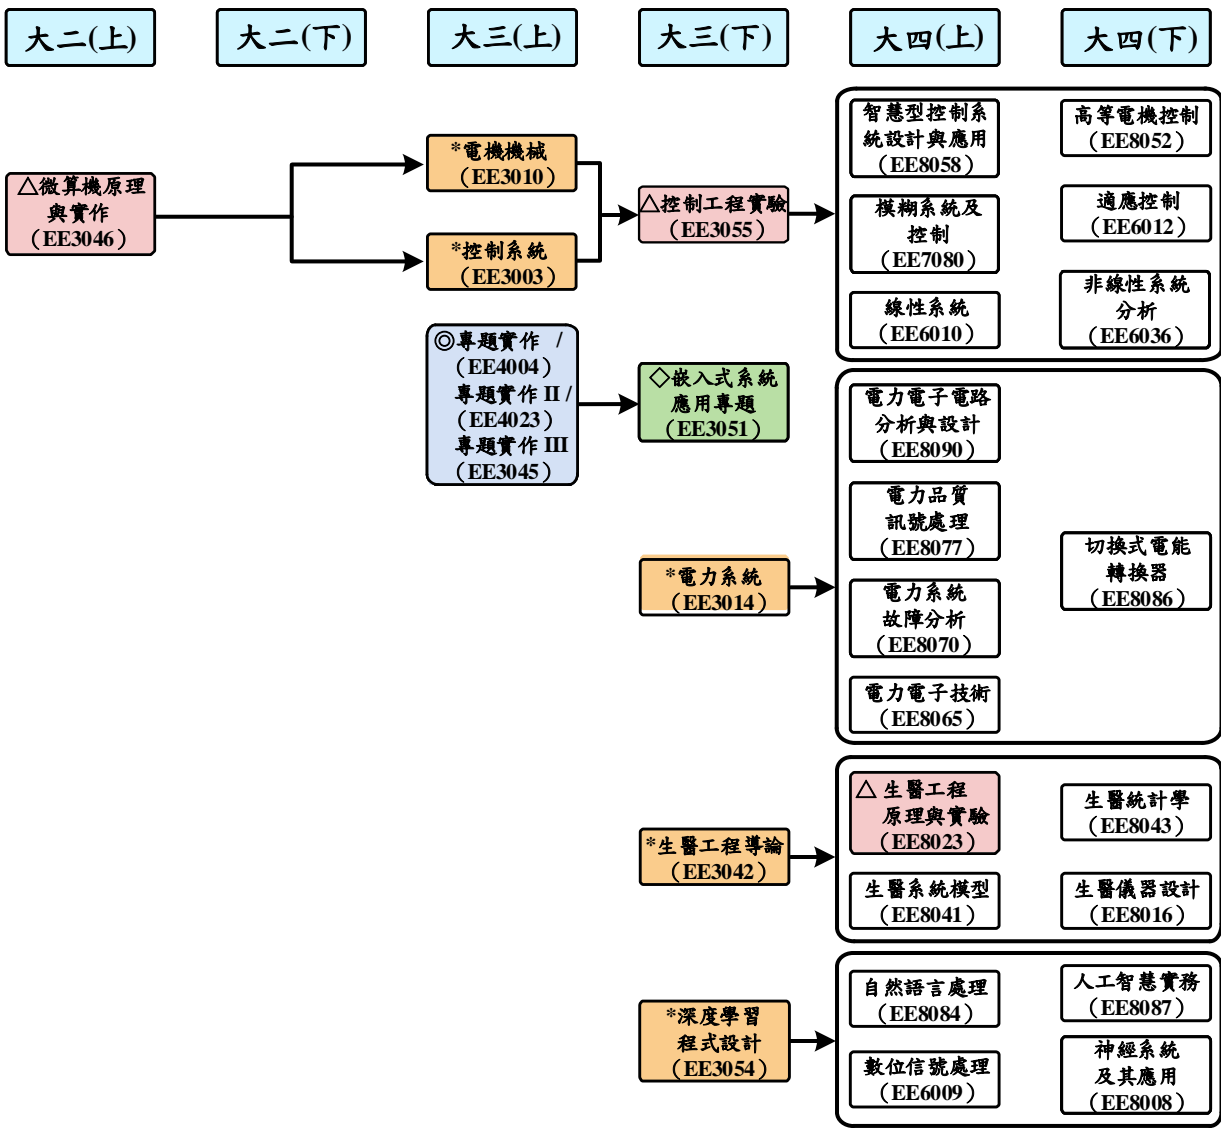 大二(上)
大二(下)
大三(上)
大三(下)
大四(上)
大四(下)
△微算機原理
與實作
（EE3046）
*電機機械
（EE3010）
*控制系統
（EE3003）
◎專題實作 /
（EE4004）
專題實作 II /
（EE4023）
專題實作 III
（EE3045）
△控制工程實驗
（EE3055）
◇嵌入式系統
應用專題
（EE3051）
*電力系統
（EE3014）
*生醫工程導論
（EE3042）
*深度學習
程式設計
（EE3054）
智慧型控制系
統設計與應用
（EE8058）
模糊系統及
控制
（EE7080）
線性系統
（EE6010）
高等電機控制
（EE8052）
適應控制
（EE6012）
非線性系統
分析
（EE6036）
電力電子電路
分析與設計
（EE8090）
電力品質
訊號處理
（EE8077）
電力系統
故障分析
（EE8070）
電力電子技術
（EE8065）
切換式電能
轉換器
（EE8086）
△ 生醫工程
原理與實驗
（EE8023）
生醫系統模型
（EE8041）
生醫統計學
（EE8043）
生醫儀器設計
（EE8016）
自然語言處理
（EE8084）
數位信號處理
（EE6009）
人工智慧實務
（EE8087）
神經系統
及其應用
（EE8008）